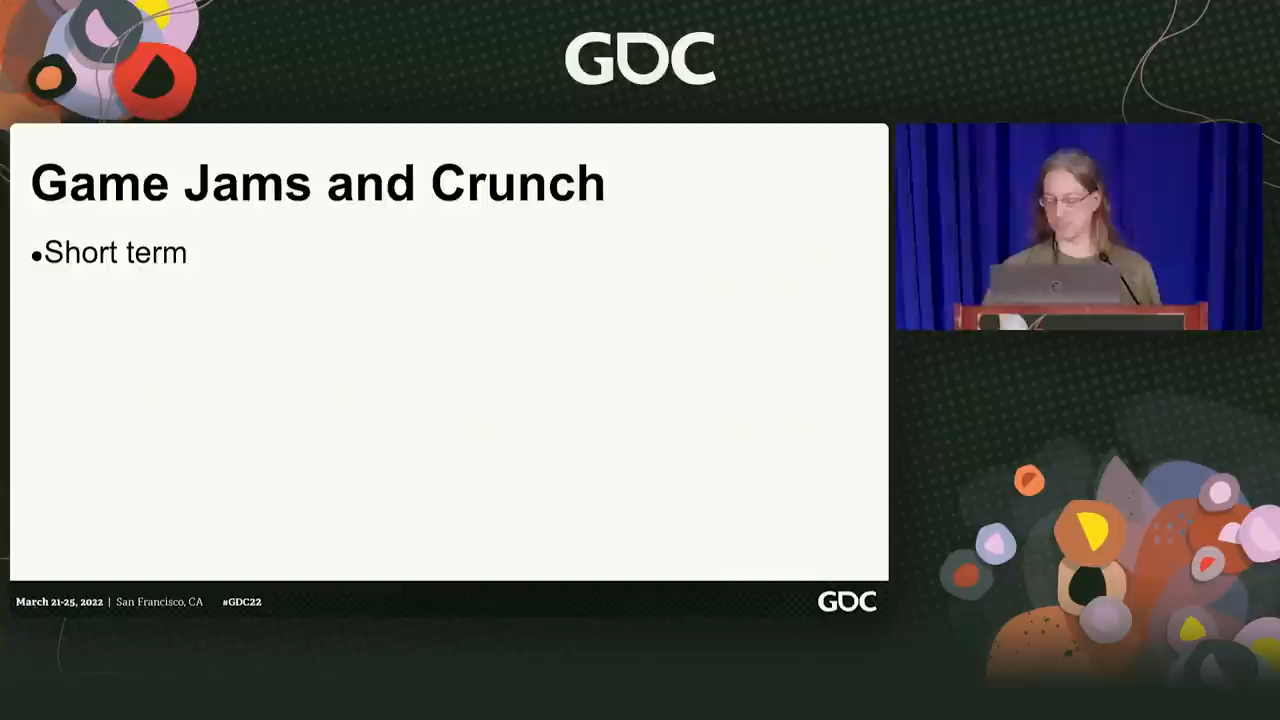 GDC
Game Jams and Crunch
•Short term
March 21-25, 2022 | San Francisco, CA #GDC22
GDC